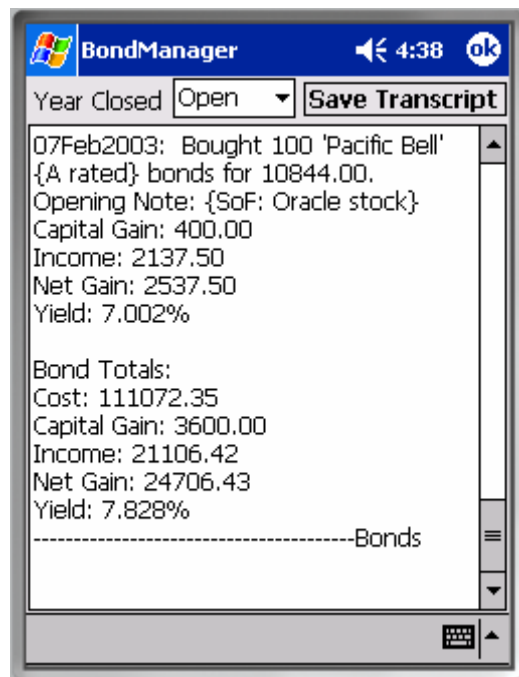 BondManager 4:38 ok
Year Closed Open Save Transcript
07Feb2003: Bought 100 'Pacific Bell'
{A rated} bonds for 10844.00.
Opening Note: {SoF: Oracle stock}
Capital Gain: 400.00
Income: 2137.50
Net Gain: 2537.50
Yield: 7.002%
Bond Totals:
Cost: 111072.35
Capital Gain: 3600.00
Income: 21106.42
Net Gain: 24706.43
Yield: 7.828%
-------------------------------------Bonds